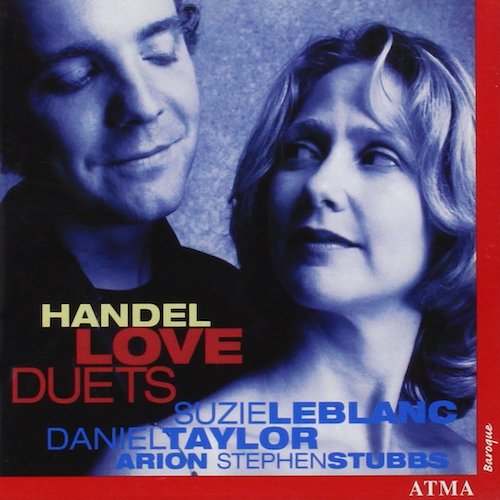 HANDEL
LOVE
DUETS
SUZIELEBLANC
DANIELTAYLOR
ARION STEPHENSTUBBS
ATMA
Baroque